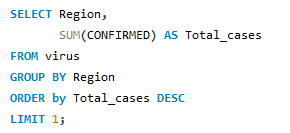 SELECT Region,
SUM(CONFIRMED) AS Total_cases
FROM virus
GROUP BY Region
ORDER by Total_cases DESC
LIMIT 1;